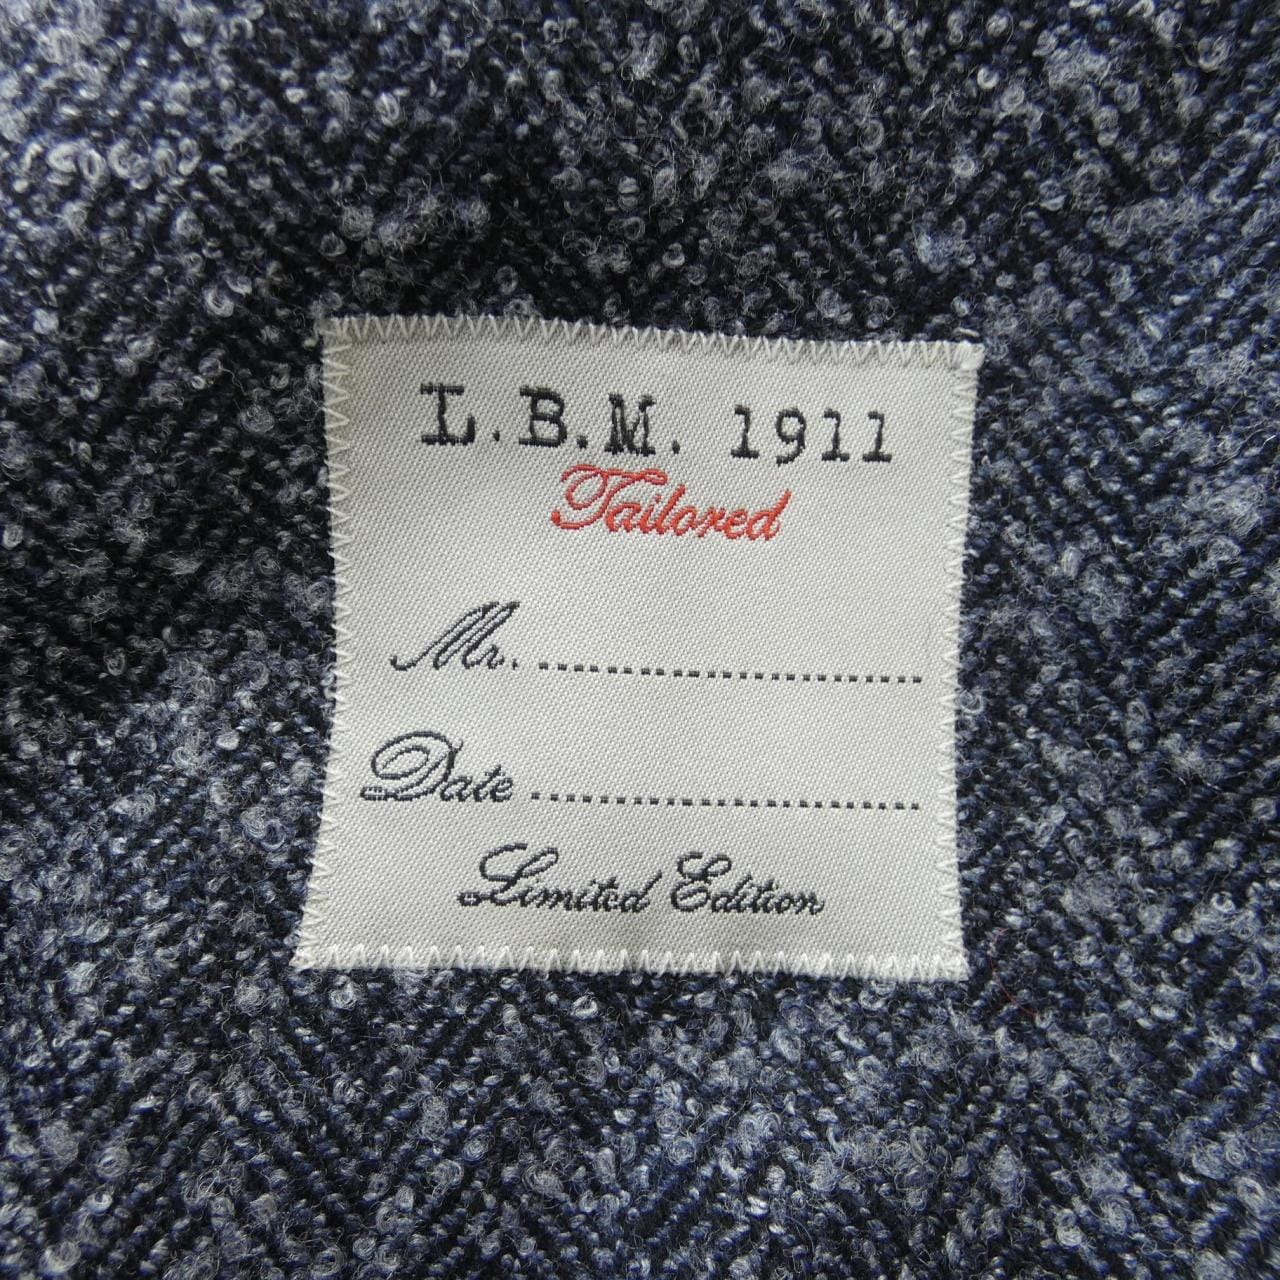 L.B.M. 1911
Tailored
Mr. ........................
Date ........................
Limited Edition